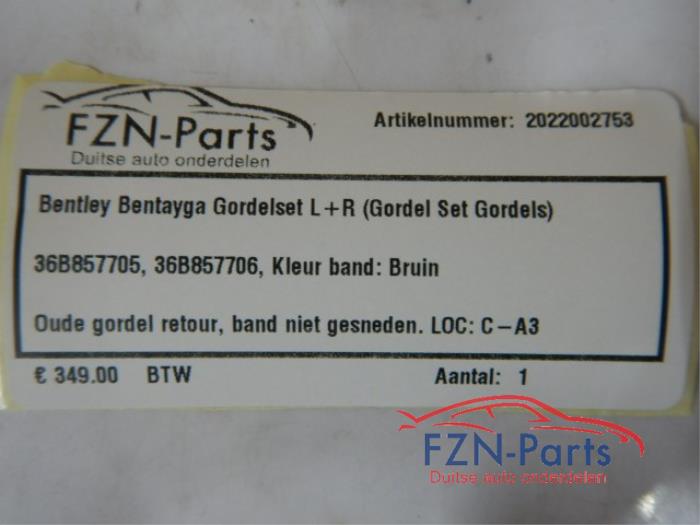 FZN-Parts
Duitse auto onderdelen
Artikelnummer: 2022002753
Bentley Bentayga Gordelset L+R (Gordel Set Gordels)
36B857705, 36B857706, Kleur band: Bruin
Oude gordel retour, band niet gesneden. LOC: C-A3
€ 349.00 BTW Aantal: 1
FZN-Parts
Duitse auto onderdelen